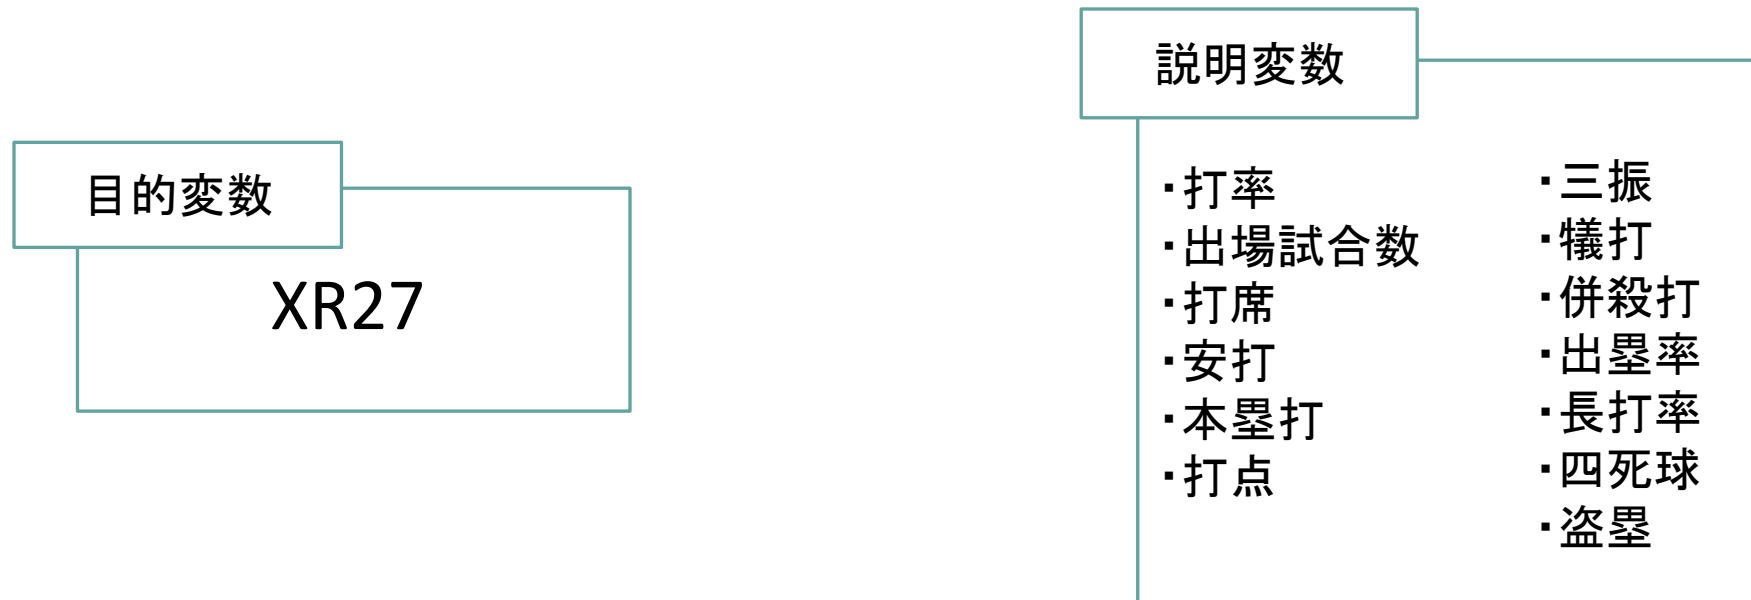 目的変数
XR27
説明変数
・打率
・出場試合数
・打席
・安打
・本塁打
・打点
・三振
・犠打
・併殺打
・出塁率
・長打率
・四死球
・盗塁